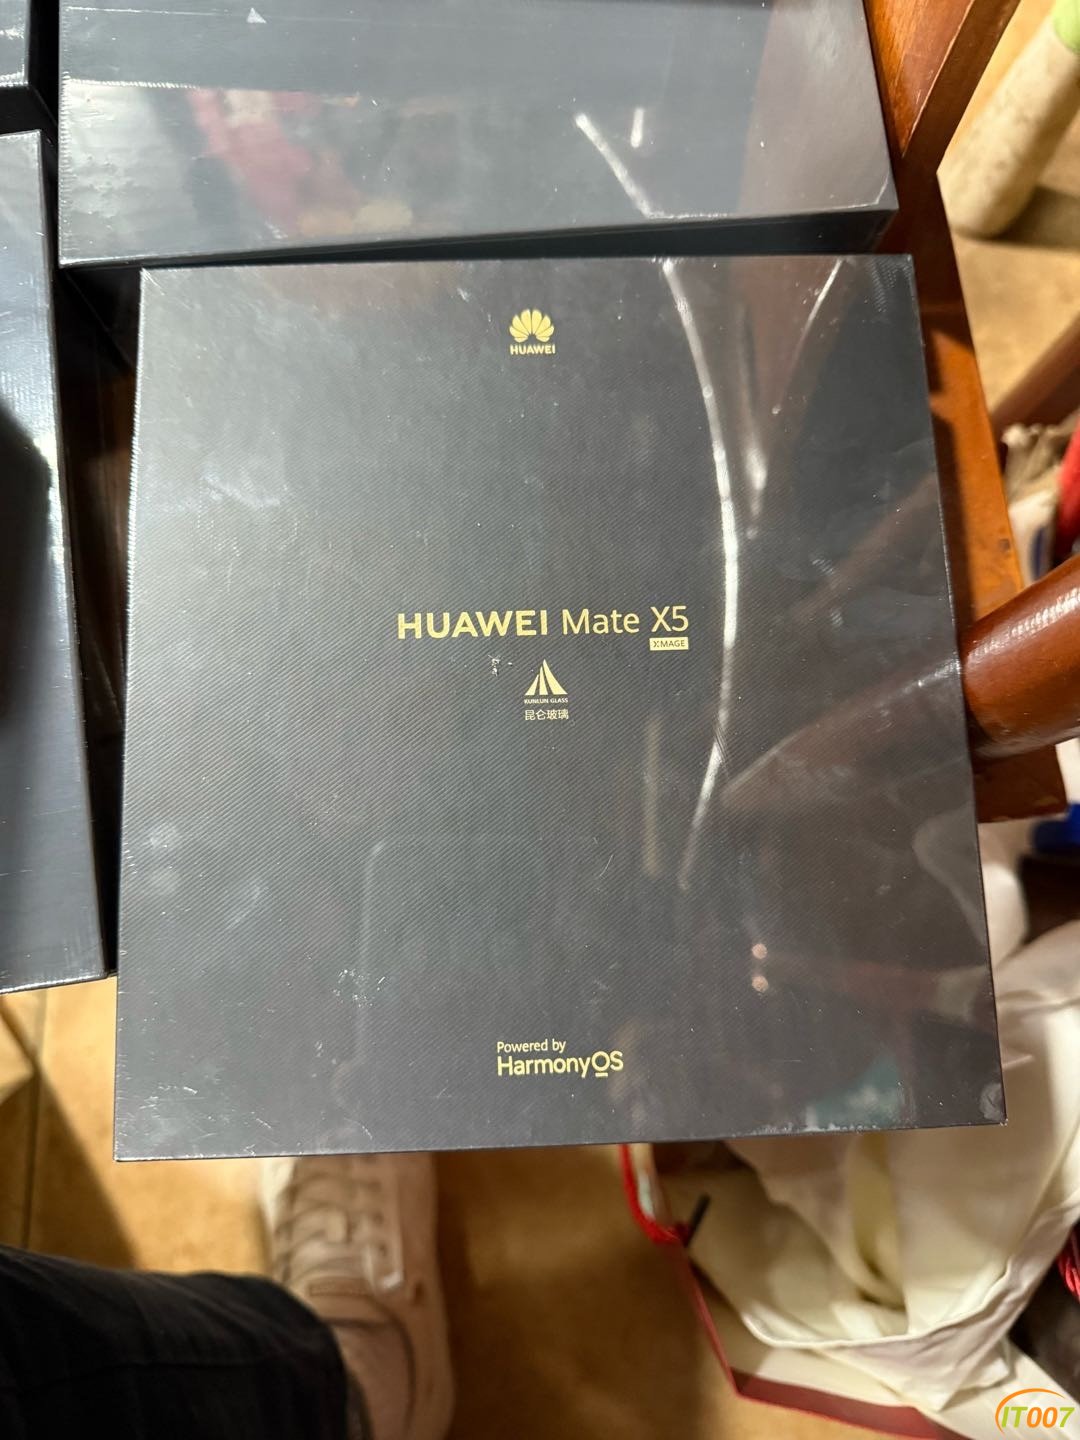 HUAWEI
HUAWEI Mate X5
XMAGE
KUNLUN GLASS
昆仑玻璃
Powered by
HarmonyOS
IT007